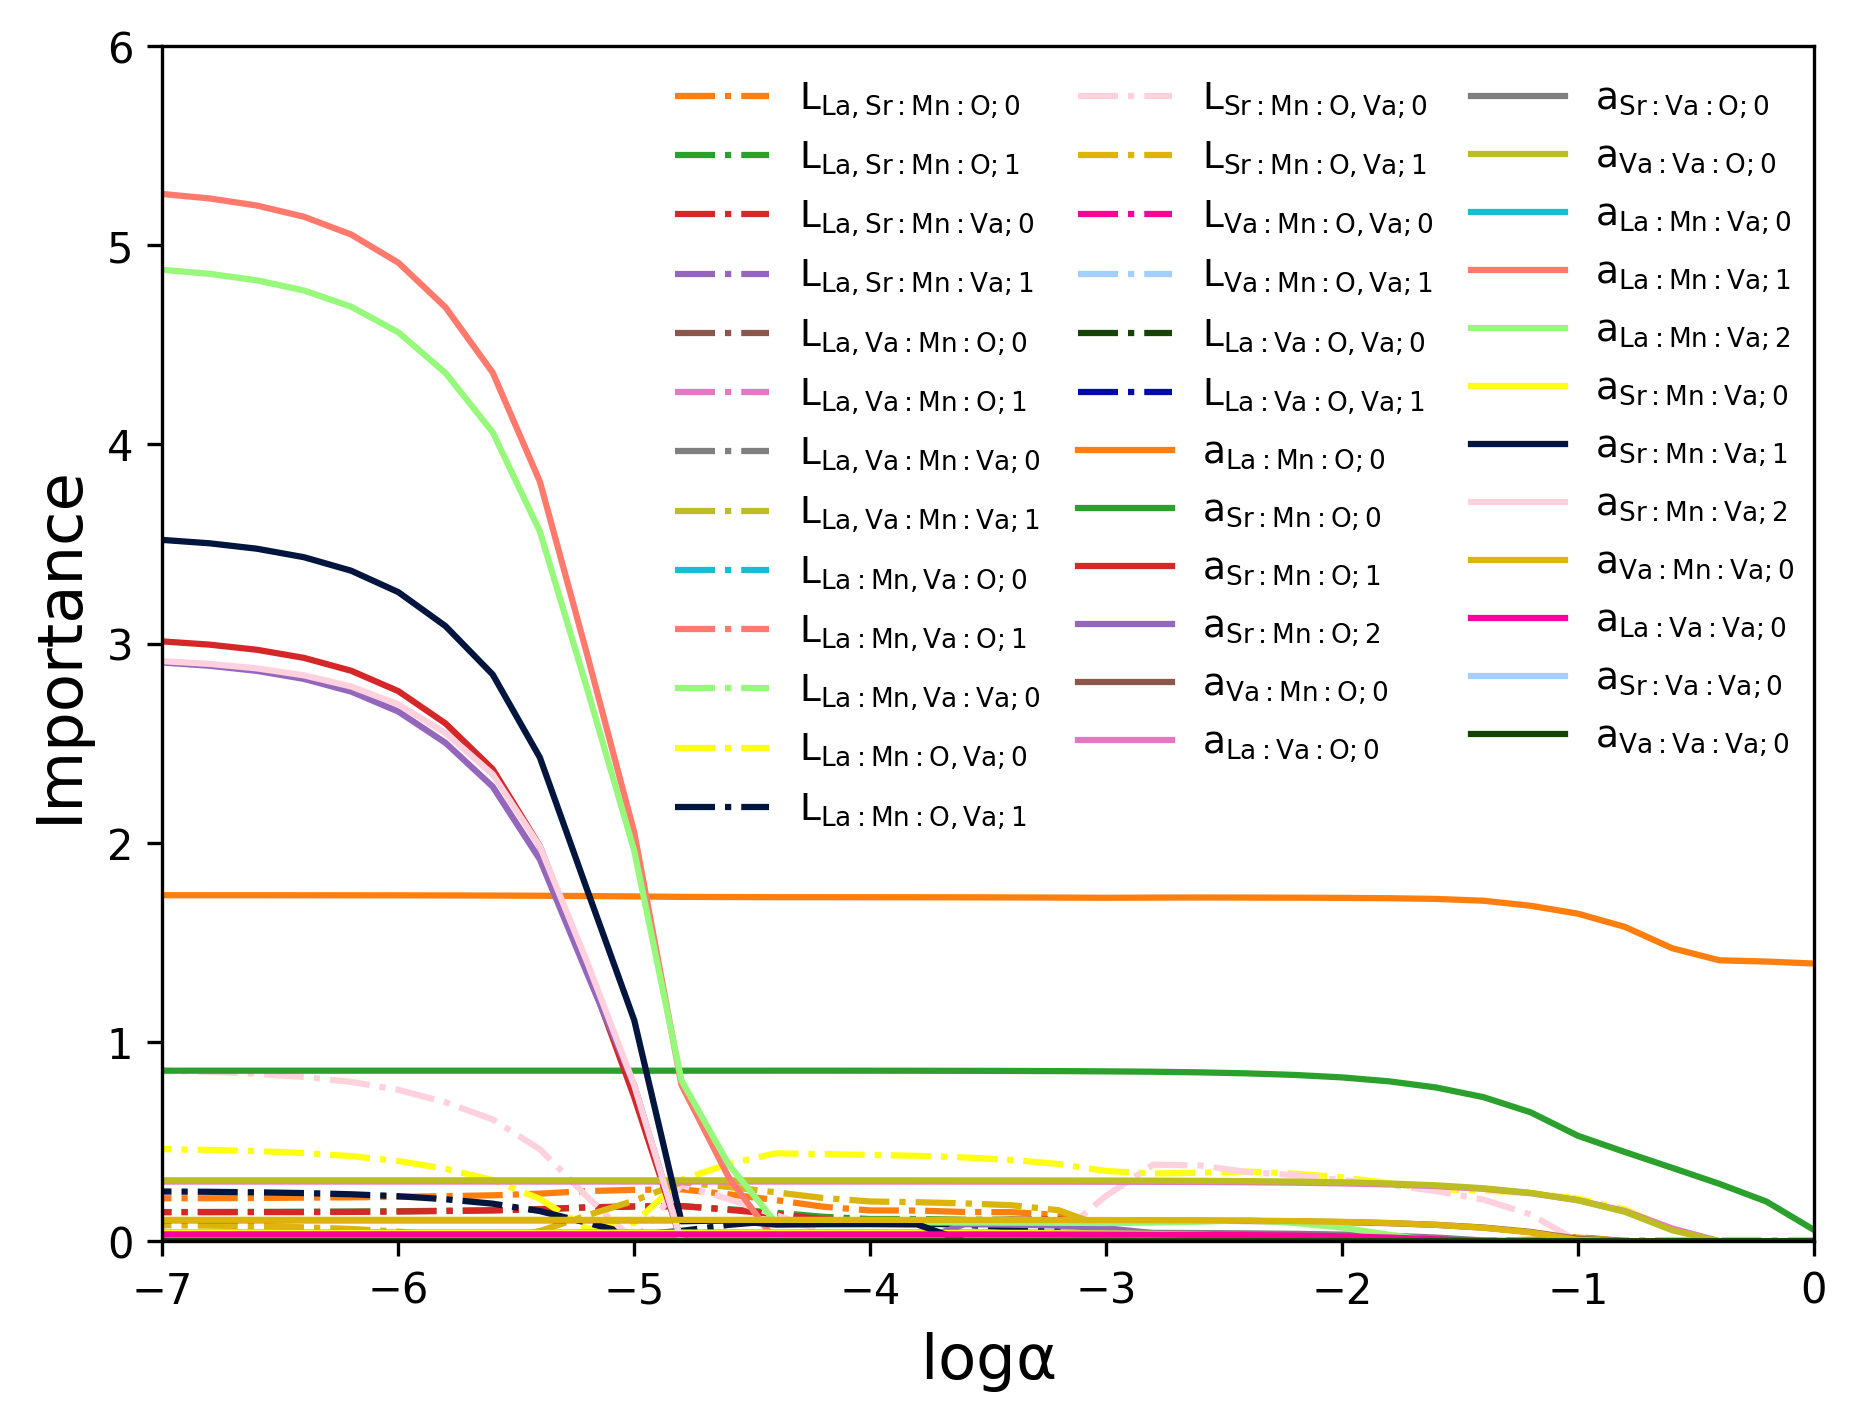 6
5
4
3
2
1
0
Importance
−7
−6
−5
−4
−3
−2
−1
0
logα
L La,Sr:Mn:O;0
L La,Sr:Mn:O;1
L La,Sr:Mn:Va;0
L La,Sr:Mn:Va;1
L La,Va:Mn:O;0
L La,Va:Mn:O;1
L La,Va:Mn:Va;0
L La,Va:Mn:Va;1
L La:Mn,Va:O;0
L La:Mn,Va:O;1
L La:Mn,Va:Va;0
L La:Mn:O,Va;0
L La:Mn:O,Va;1
L Sr:Mn:O,Va;0
L Sr:Mn:O,Va;1
L Va:Mn:O,Va;0
L Va:Mn:O,Va;1
L La:Va:O,Va;0
L La:Va:O,Va;1
a La:Mn:O;0
a Sr:Mn:O;0
a Sr:Mn:O;1
a Sr:Mn:O;2
a Va:Mn:O;0
a La:Va:O;0
a Sr:Va:O;0
a Va:Va:O;0
a La:Mn:Va;0
a La:Mn:Va;1
a La:Mn:Va;2
a Sr:Mn:Va;0
a Sr:Mn:Va;1
a Sr:Mn:Va;2
a Va:Mn:Va;0
a La:Va:Va;0
a Sr:Va:Va;0
a Va:Va:Va;0